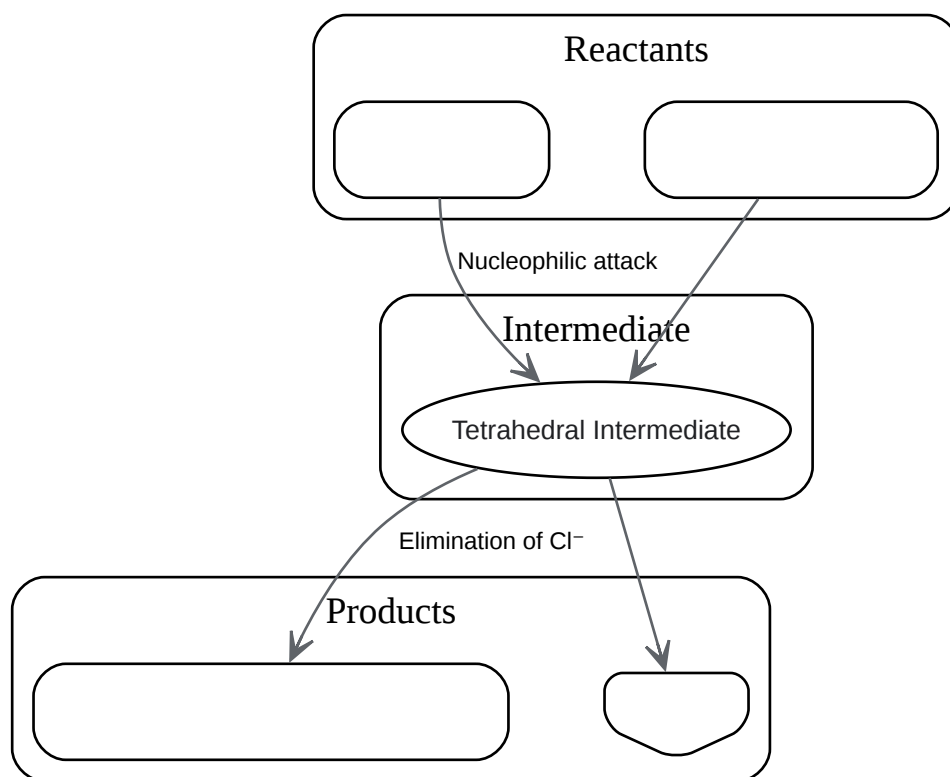 Reactants
Nucleophilic attack
Intermediate
Tetrahedral Intermediate
Elimination of Cl⁻
Products